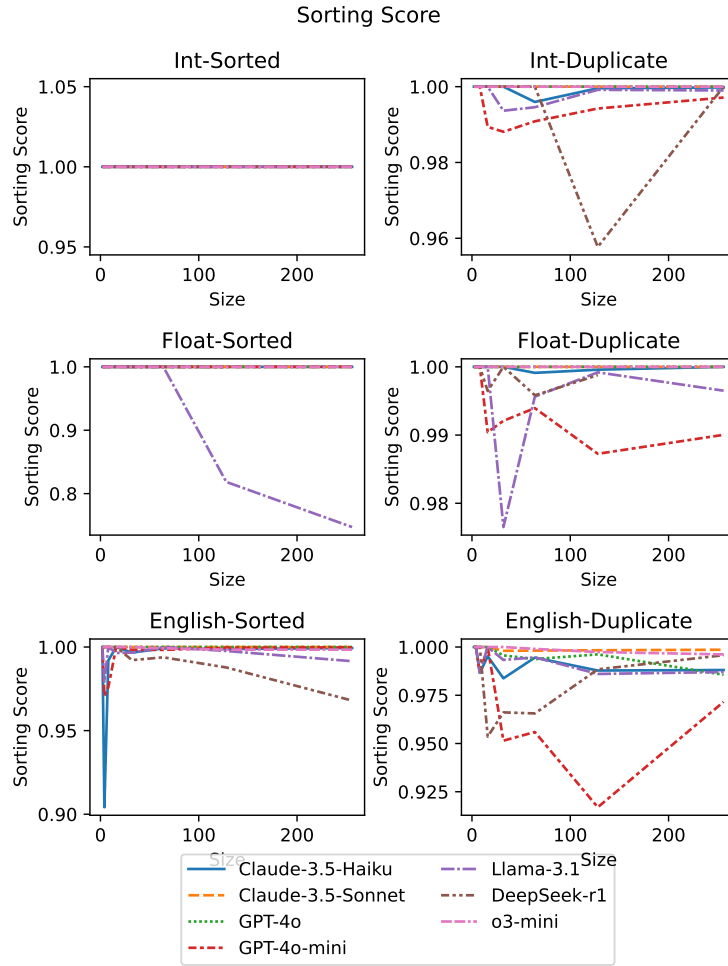 Sorting Score
Int-Sorted
1.05
1.00
0.95
Sorting Score
0 100 200
Size
Int-Duplicate
1.00
0.98
0.96
Sorting Score
0 100 200
Size
Float-Sorted
1.0
0.9
0.8
Sorting Score
0 100 200
Size
Float-Duplicate
1.00
0.99
0.98
Sorting Score
0 100 200
Size
English-Sorted
1.00
0.95
0.90
Sorting Score
0 100 200
Size
English-Duplicate
1.000
0.975
0.950
0.925
Sorting Score
0 100 200
Size
Claude-3.5-Haiku
Claude-3.5-Sonnet
GPT-4o
GPT-4o-mini
Llama-3.1
DeepSeek-r1
o3-mini